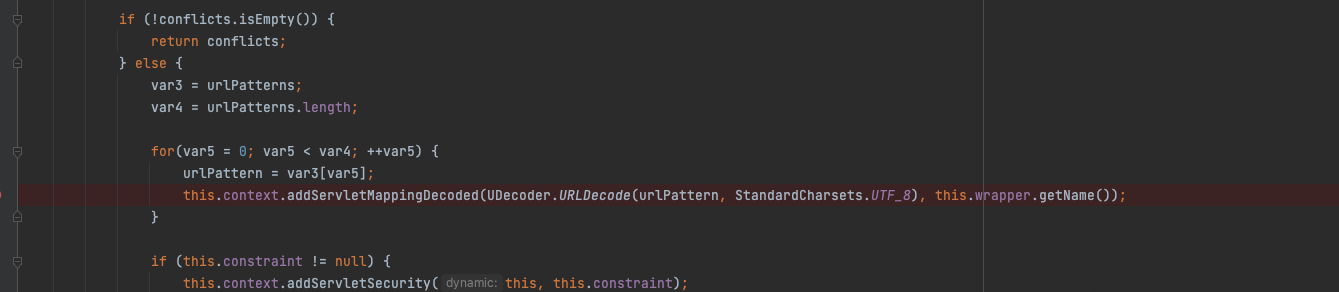 if (!conflicts.isEmpty()) {
return conflicts;
} else {
var3 = urlPatterns;
var4 = urlPatterns.length;
for(var5 = 0; var5 < var4; ++var5) {
urlPattern = var3[var5];
this.context.addServletMappingDecoded(UDecoder.URLDecode(urlPattern, StandardCharsets.UTF_8), this.wrapper.getName());
}
if (this.constraint != null) {
this.context.addServletSecurity( dynamic: this, this.constraint);